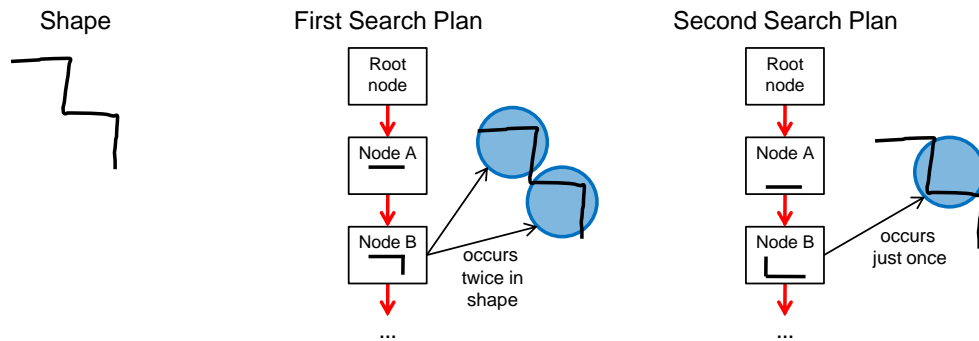 Shape
First Search Plan
Root
node
Node A
Node B
occurs
twice in
shape
...
Second Search Plan
Root
node
Node A
Node B
occurs
just once
...